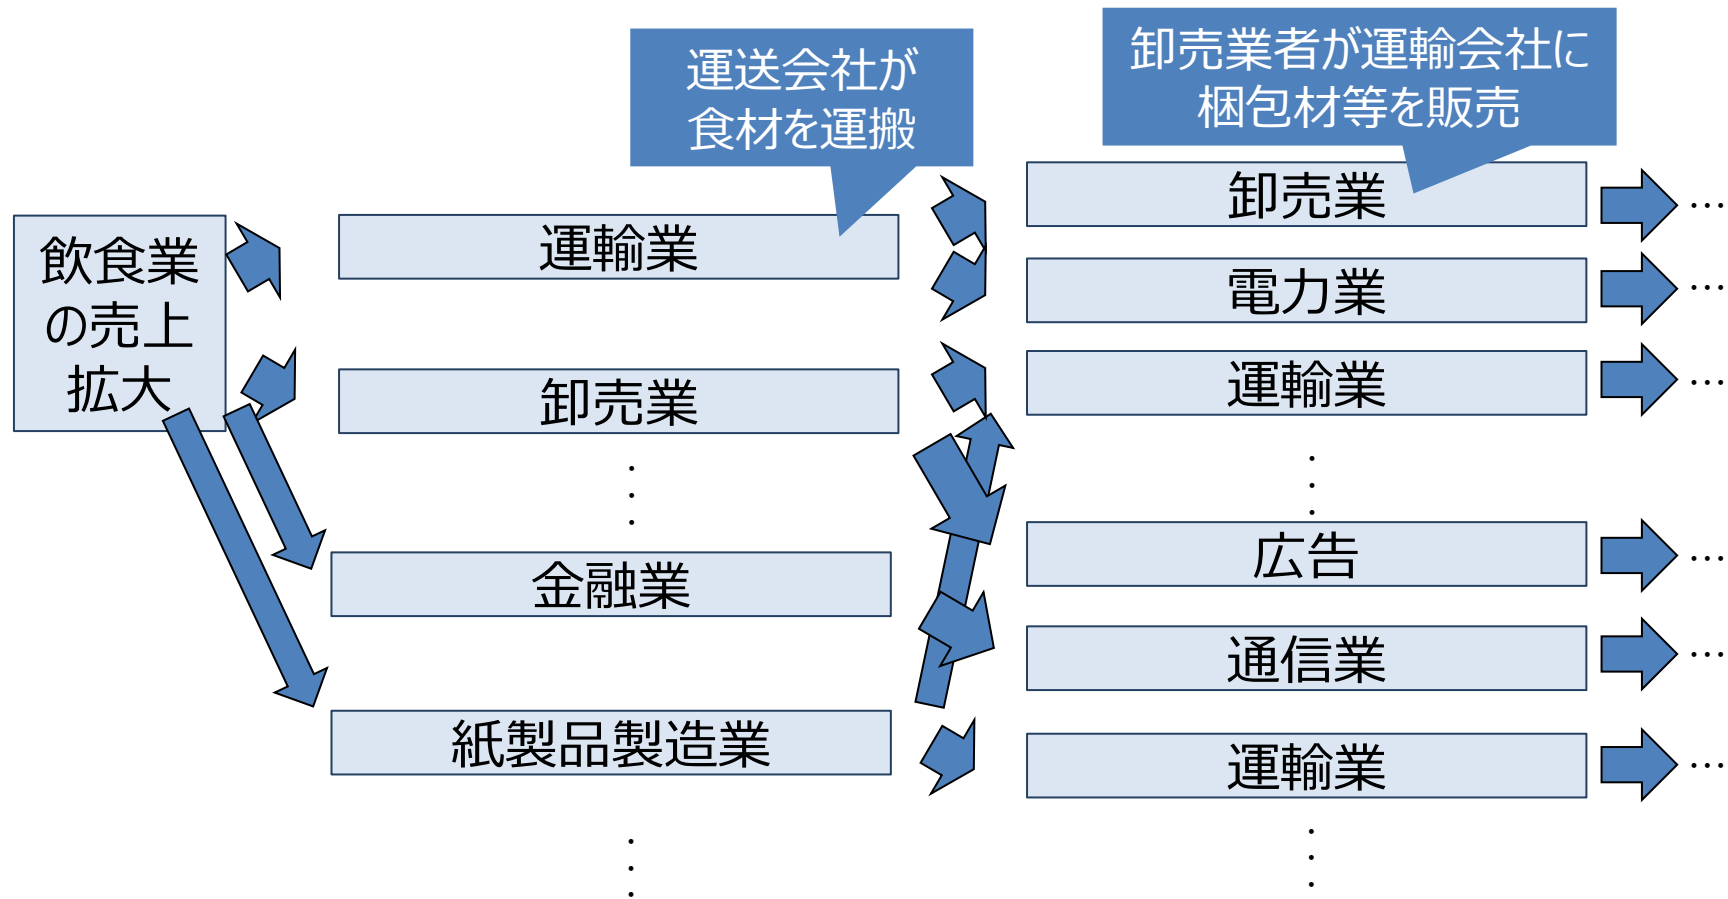 運送会社が
食材を運搬
卸売業者が運輸会社に
梱包材等を販売
飲食業
の売上
拡大
運輸業
卸売業
⋮
金融業
紙製品製造業
⋮
卸売業
…
電力業
…
運輸業
…
⋮
広告
…
通信業
…
運輸業
…
⋮